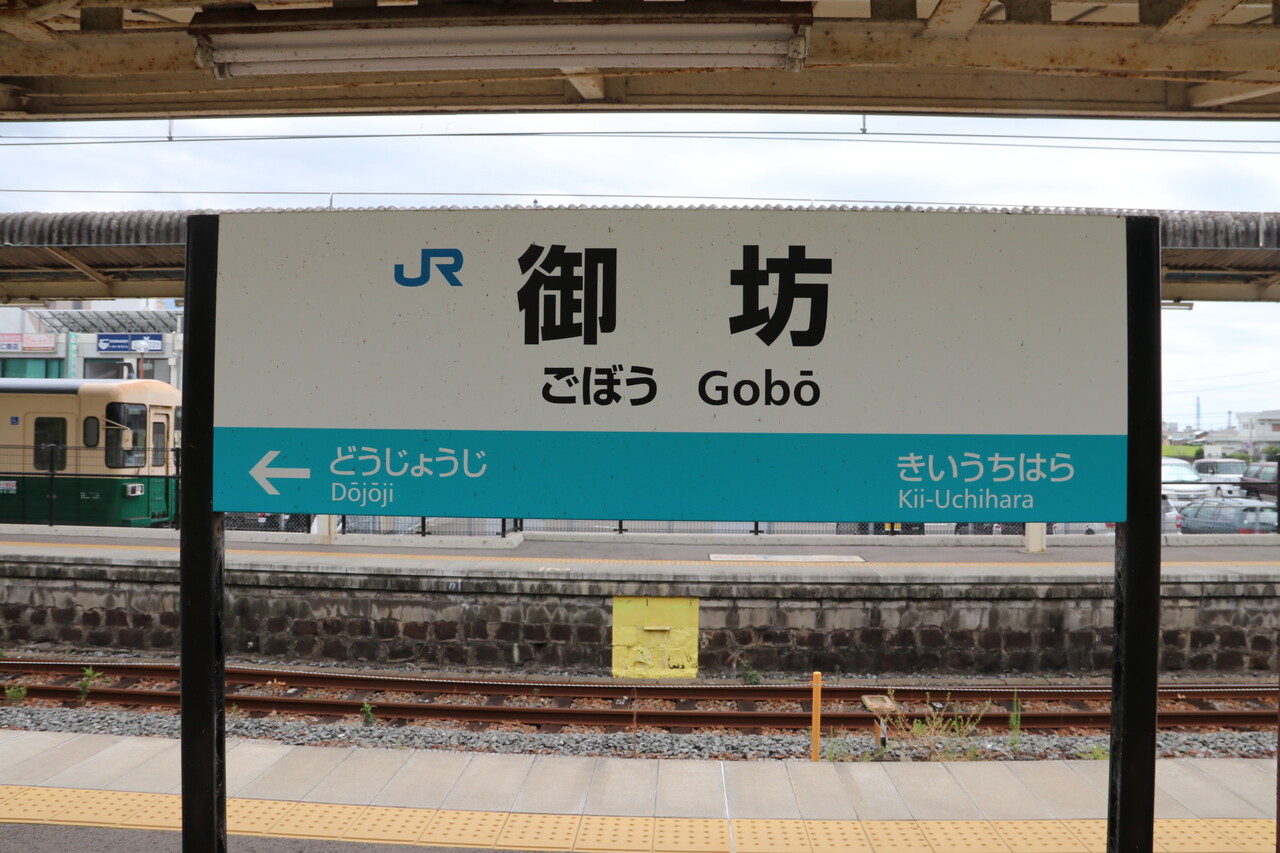 JR 御坊
ごぼう Gobō
← どうじょうじ
Dōjōji
きいうちはら
Kii-Uchihara